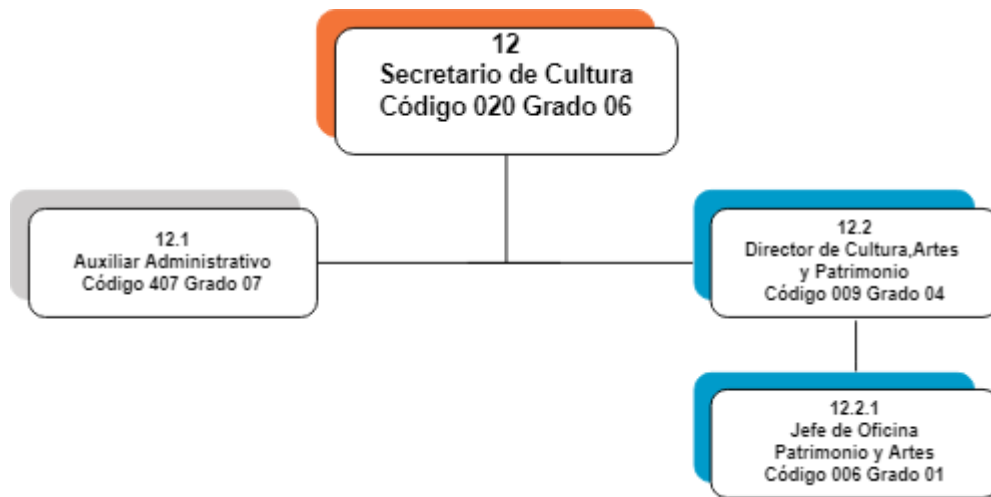 12
Secretario de Cultura
Código 020 Grado 06
12.1
Auxiliar Administrativo
Código 407 Grado 07
12.2
Director de Cultura,Artes
y Patrimonio
Código 009 Grado 04
12.2.1
Jefe de Oficina
Patrimonio y Artes
Código 006 Grado 01